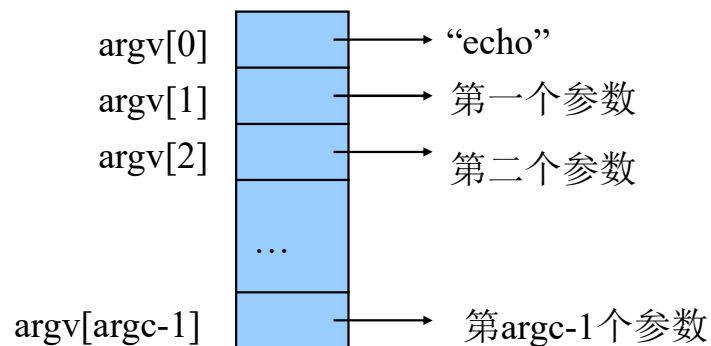 argv[0] “echo”
argv[1] 第一个参数
argv[2] 第二个参数
…
argv[argc-1] 第argc-1个参数